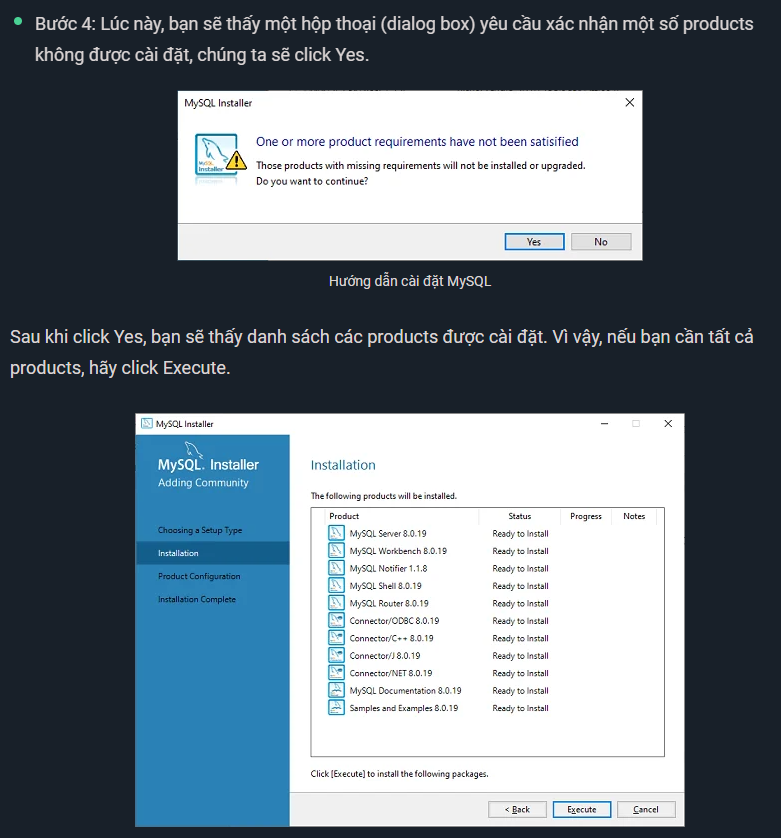 Bước 4: Lúc này, bạn sẽ thấy một hộp thoại (dialog box) yêu cầu xác nhận một số products
không được cài đặt, chúng ta sẽ click Yes.
MySQL Installer
One or more product requirements have not been satisified
Those products with missing requirements will not be installed or upgraded.
Do you want to continue?
MySQL
Installer
Yes No
Hướng dẫn cài đặt MySQL
Sau khi click Yes, bạn sẽ thấy danh sách các products được cài đặt. Vì vậy, nếu bạn cần tất cả
products, hãy click Execute.
MySQL Installer
MySQL. Installer
Adding Community
Choosing a Setup Type
Installation
Product Configuration
Installation Complete
Installation
The following products will be installed.
Product Status Progress Notes
MySQL Server 8.0.19 Ready to Install
MySQL Workbench 8.0.19 Ready to Install
MySQL Notifier 1.1.8 Ready to Install
MySQL Shell 8.0.19 Ready to Install
MySQL Router 8.0.19 Ready to Install
Connector/ODBC 8.0.19 Ready to Install
Connector/C++ 8.0.19 Ready to Install
Connector/J 8.0.19 Ready to Install
Connector/NET 8.0.19 Ready to Install
MySQL Documentation 8.0.19 Ready to Install
Samples and Examples 8.0.19 Ready to Install
Click [Execute] to install the following packages.
< Back Execute Cancel